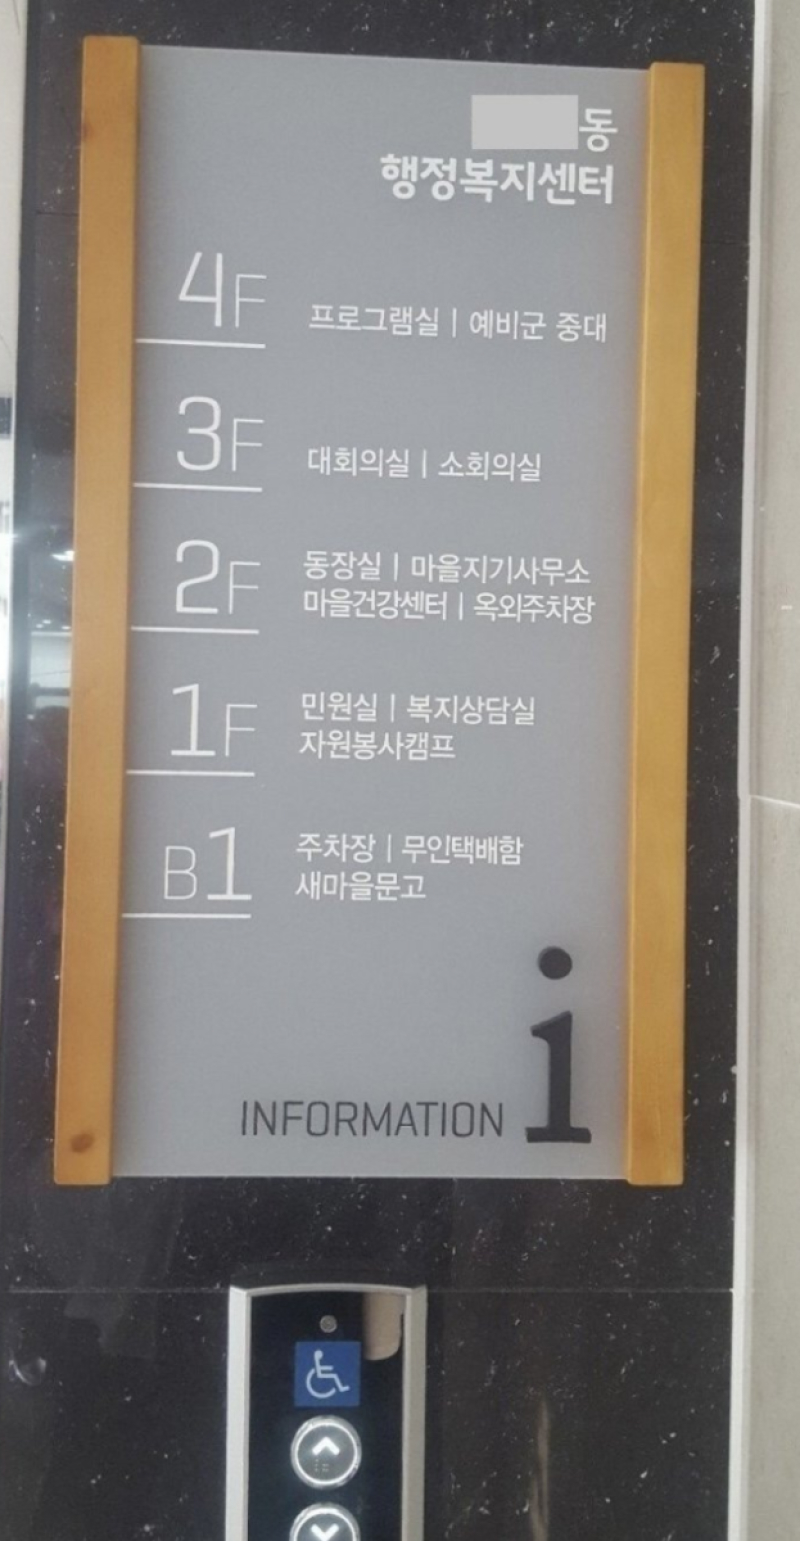 동
행정복지센터
4F 프로그램실 | 예비군 중대
3F 대회의실 | 소회의실
2F 동장실 | 마을지기사무소
마을건강센터 | 옥외주차장
1F 민원실 | 복지상담실
자원봉사캠프
B1 주차장 | 무인택배함
새마을문고
INFORMATION i